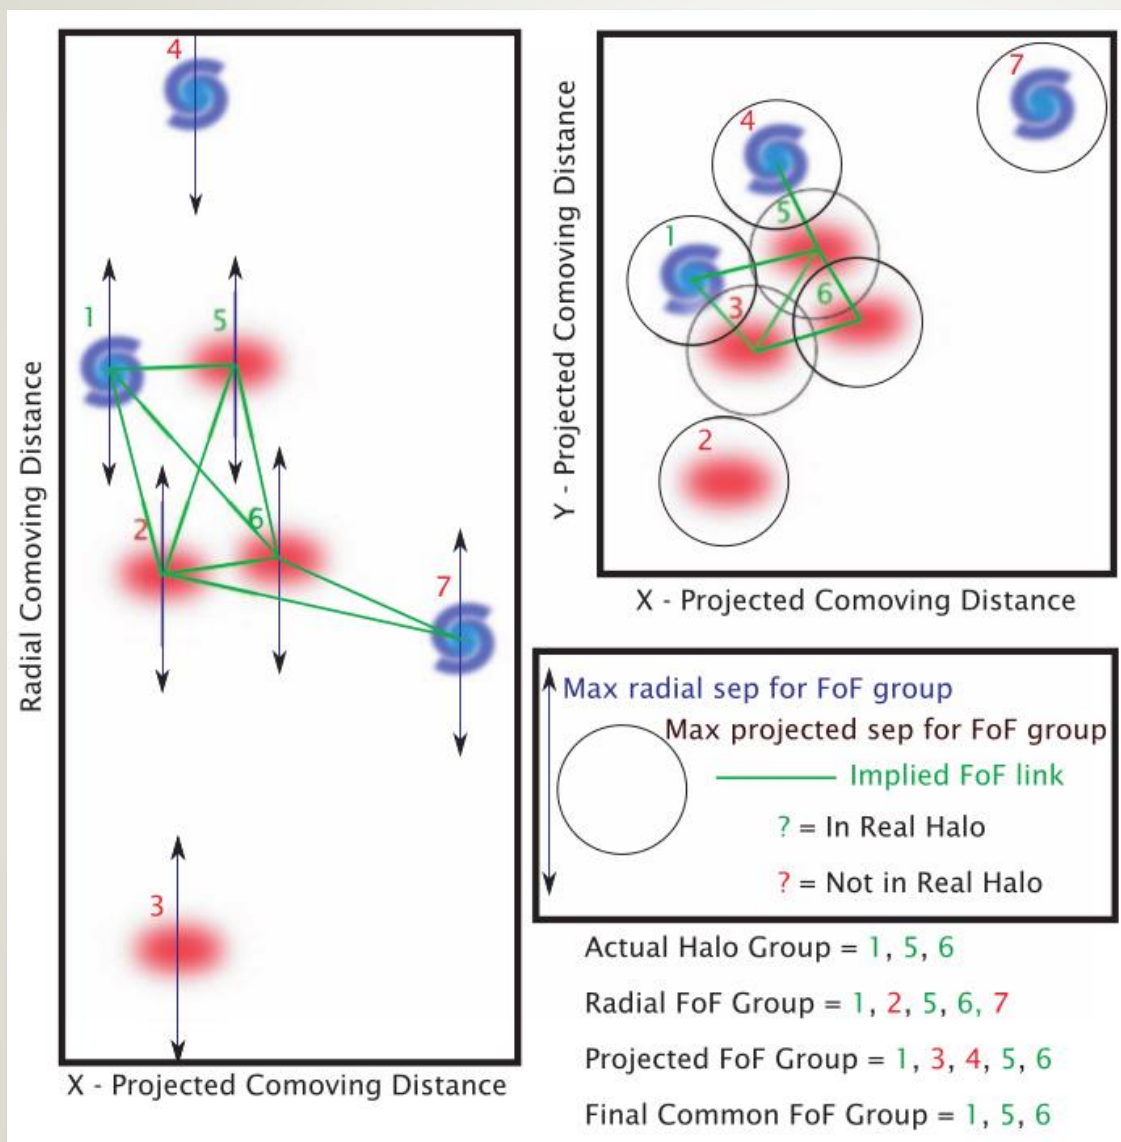 4
1
5
2
6
7
3
Radial Comoving Distance
X - Projected Comoving Distance
7
4
5
1
6
3
2
Y - Projected Comoving Distance
X - Projected Comoving Distance
Max radial sep for FoF group
Max projected sep for FoF group
Implied FoF link
? = In Real Halo
? = Not in Real Halo
Actual Halo Group = 1, 5, 6
Radial FoF Group = 1, 2, 5, 6, 7
Projected FoF Group = 1, 3, 4, 5, 6
Final Common FoF Group = 1, 5, 6